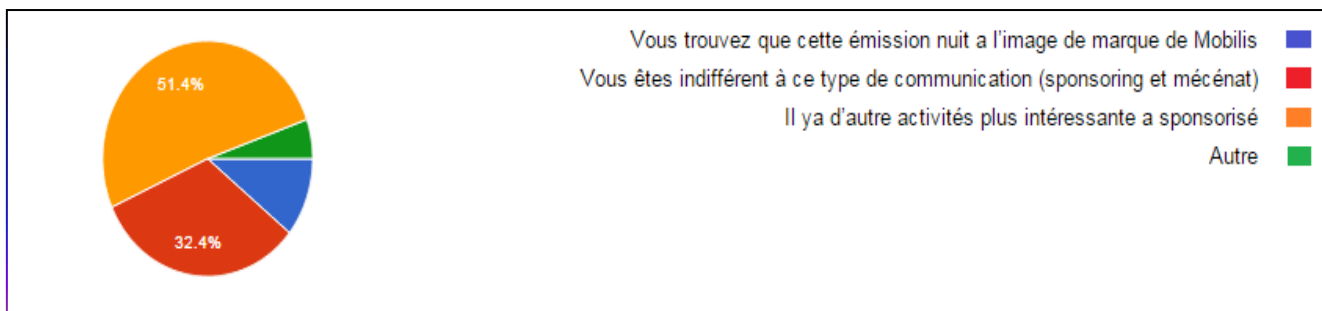 Vous trouvez que cette émission nuit a l'image de marque de Mobilis
Vous êtes indifférent à ce type de communication (sponsoring et mécénat)
Il ya d'autre activités plus intéressante a sponsorisé
Autre
51.4%
32.4%